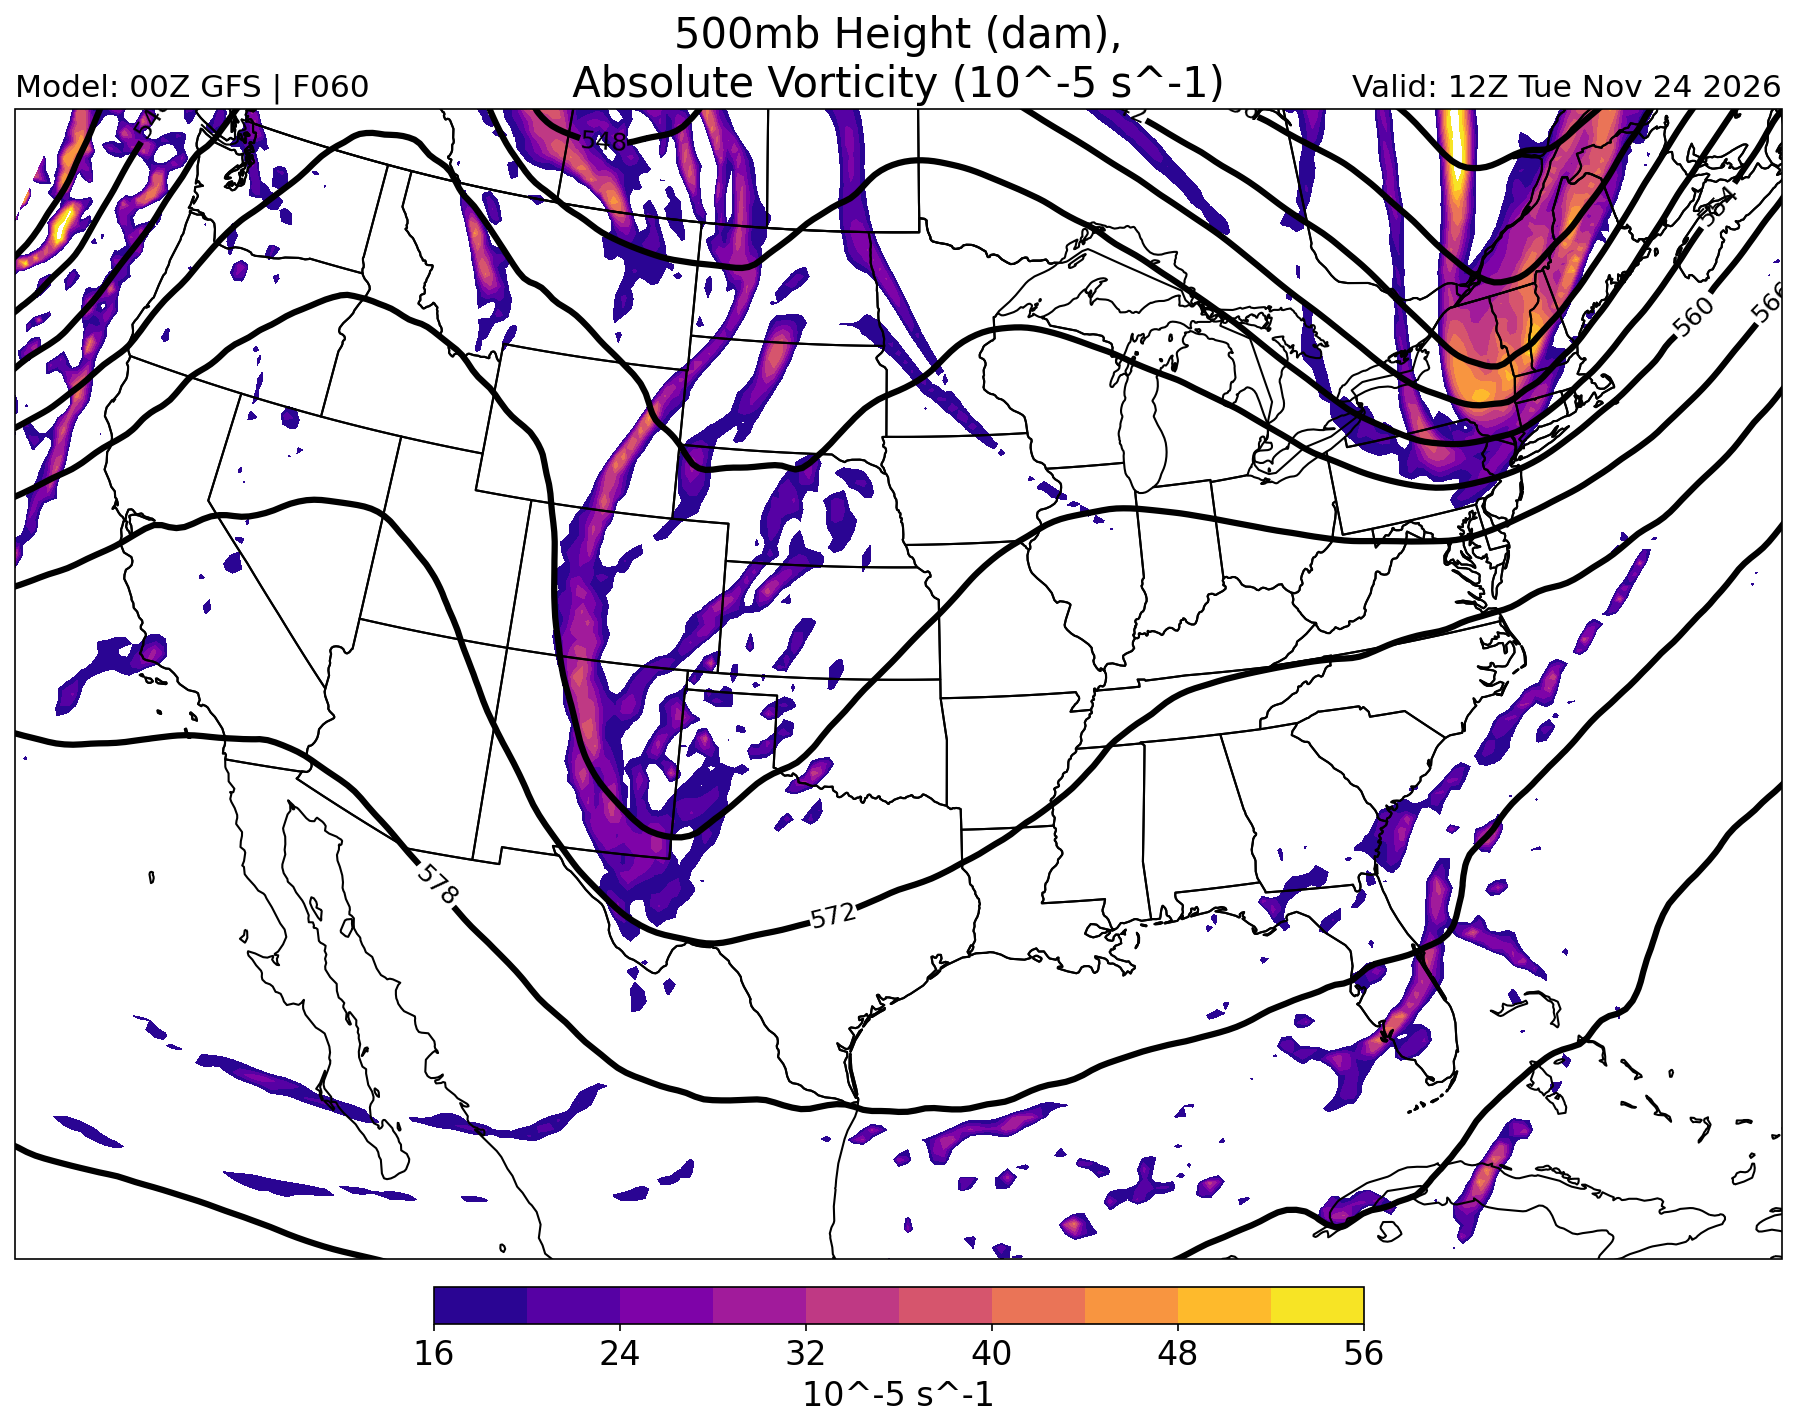 500mb Height (dam),
Model: 00Z GFS | F060
Absolute Vorticity (10^-5 s^-1)
Valid: 12Z Tue Nov 24 2026
548
564
560
566
578
572
16 24 32 40 48 56
10^-5 s^-1